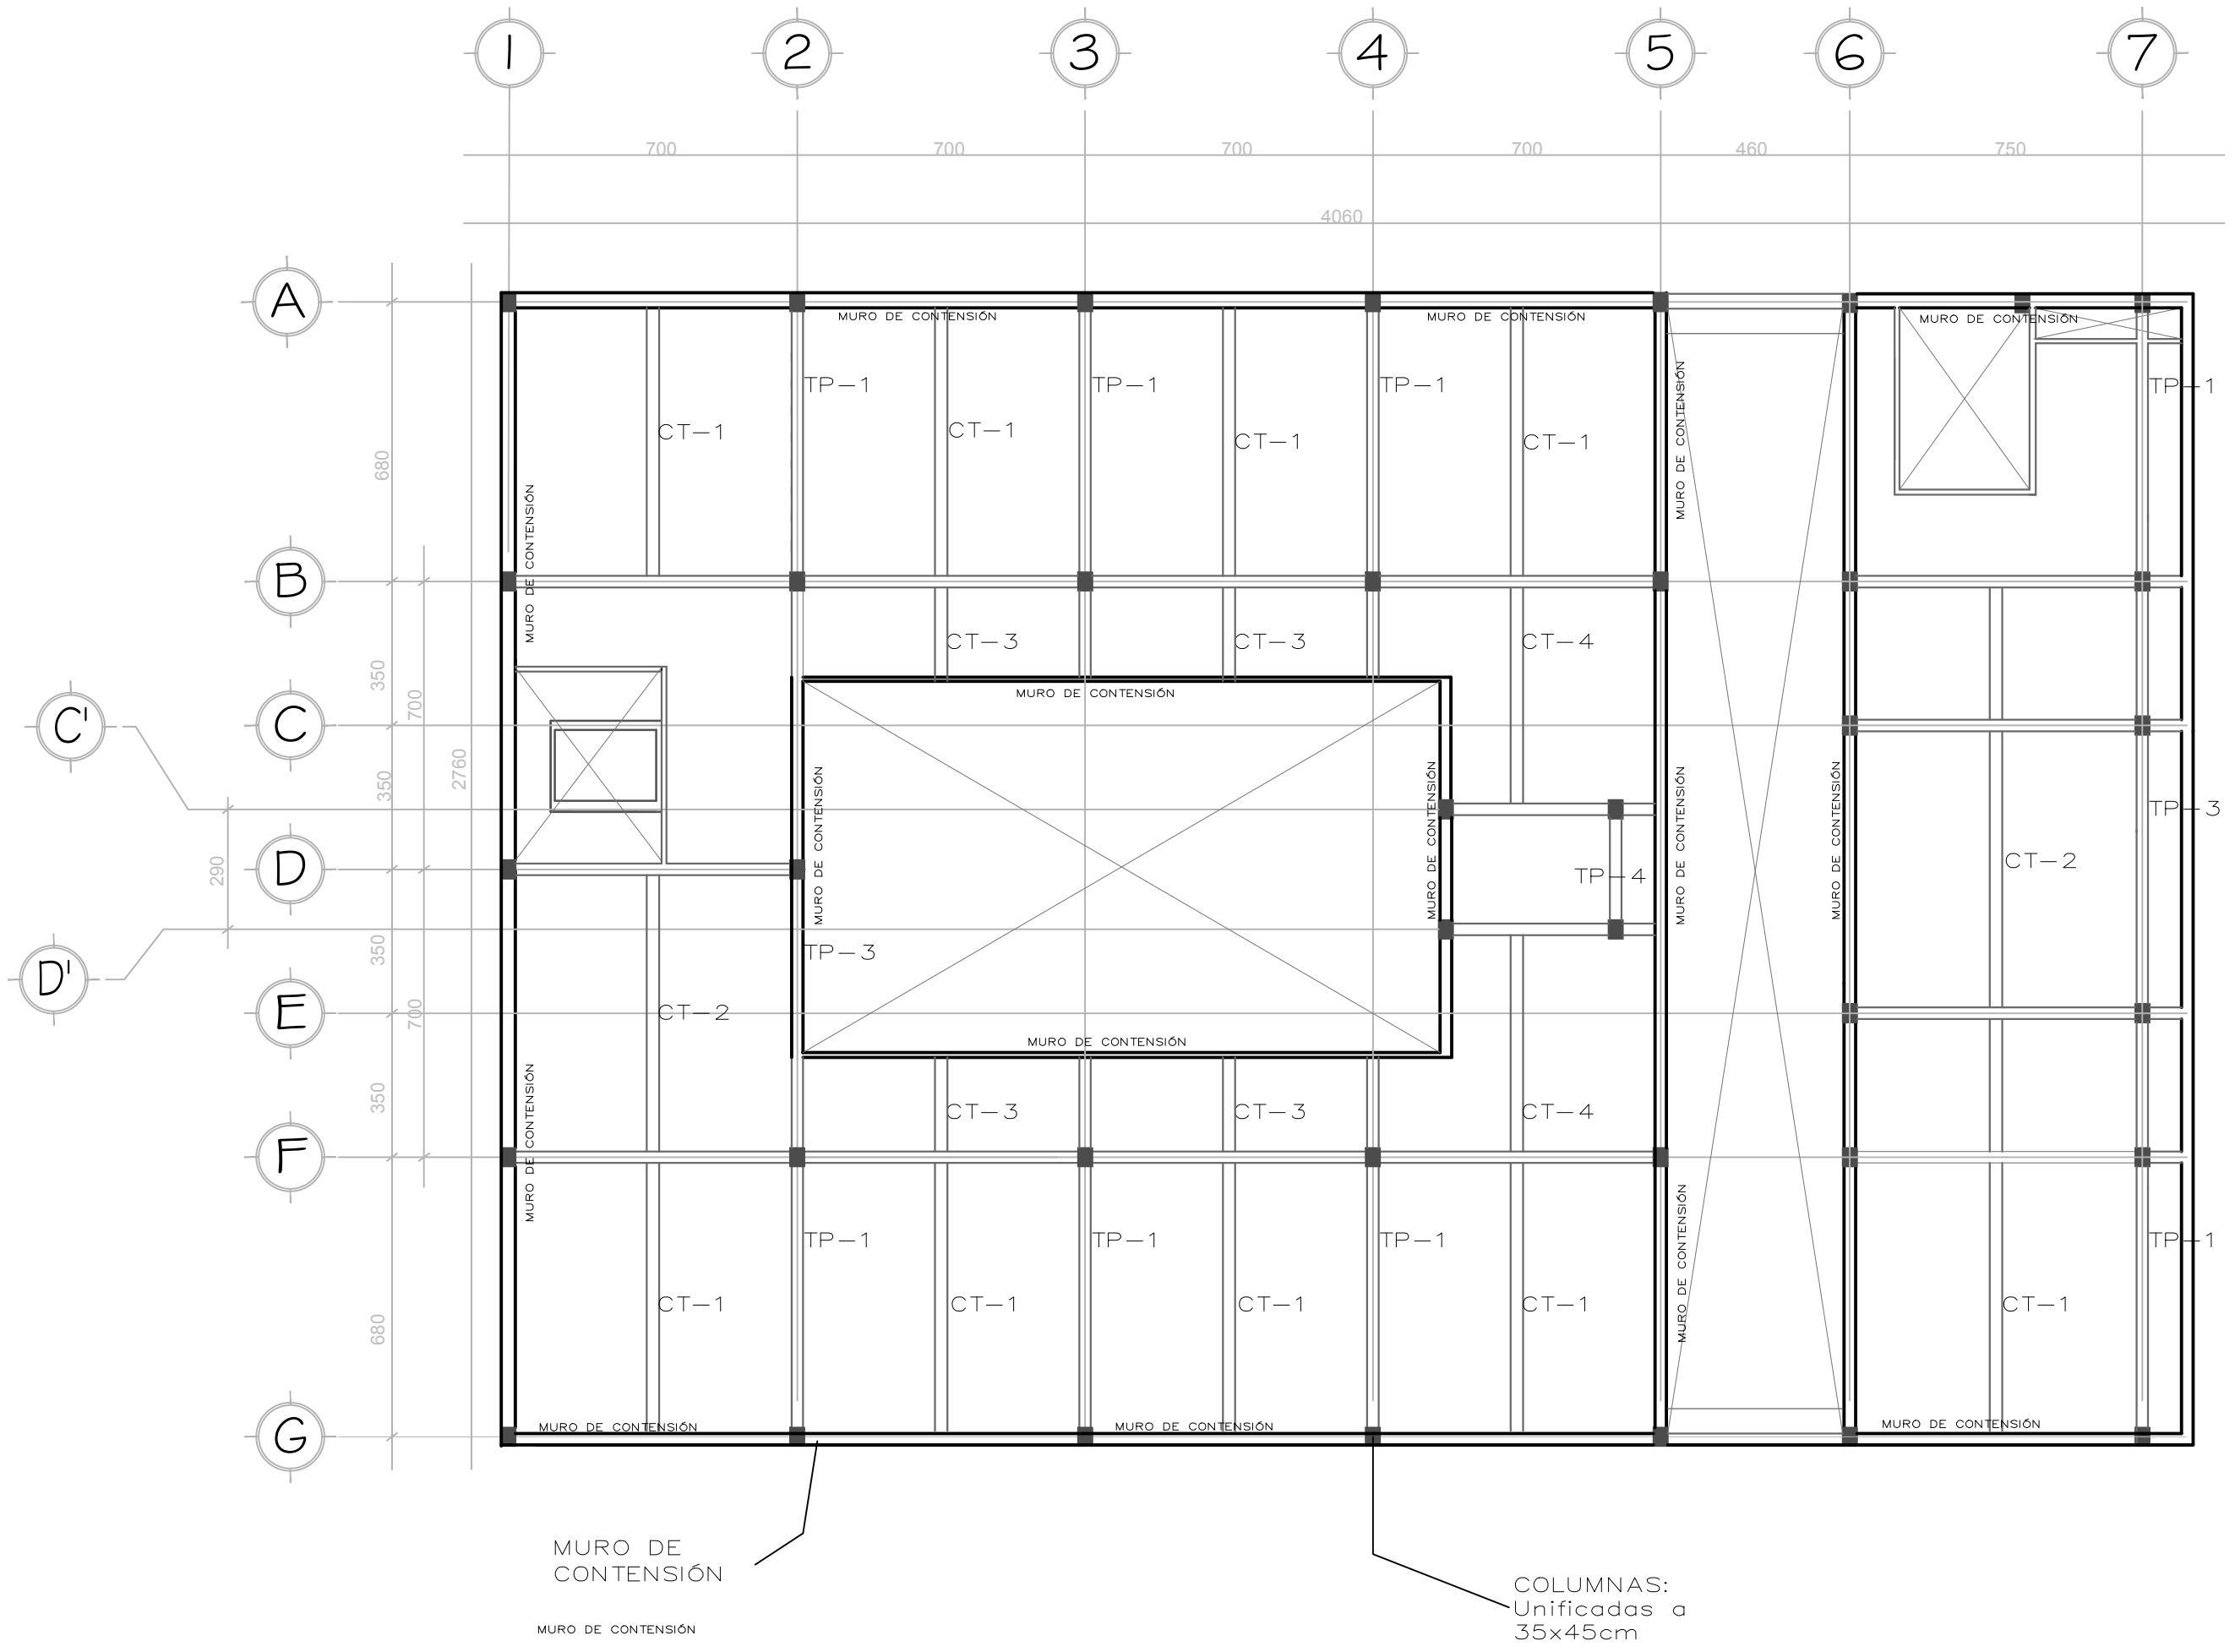 1 2 3 4 5 6 7
700 700 700 700 460 750
4060
A
MURO DE CONTENSIÓN MURO DE CONTENSIÓN MURO DE CONTENSIÓN
TP-1 TP-1 TP-1 TP-1
CT-1 CT-1 CT-1 CT-1
680
MURO DE CONTENSIÓN
MURO DE CONTENSIÓN
B
CT-3 CT-3 CT-4
350
700
MURO DE CONTENSIÓN
C' C
2760
350
MURO DE CONTENSIÓN
MURO DE CONTENSIÓN
MURO DE CONTENSIÓN
MURO DE CONTENSIÓN
TP-3
290
D
TP-4
CT-2
350
TP-3
D'
E
700
CT-2
MURO DE CONTENSIÓN
350
CT-3 CT-3 CT-4
MURO DE CONTENSIÓN
F
TP-1 TP-1 TP-1 TP-1
MURO DE CONTENSIÓN
680
CT-1 CT-1 CT-1 CT-1 CT-1
G
MURO DE CONTENSIÓN MURO DE CONTENSIÓN MURO DE CONTENSIÓN
MURO DE
CONTENSIÓN
MURO DE CONTENSIÓN
COLUMNAS:
Unificadas a
35x45cm